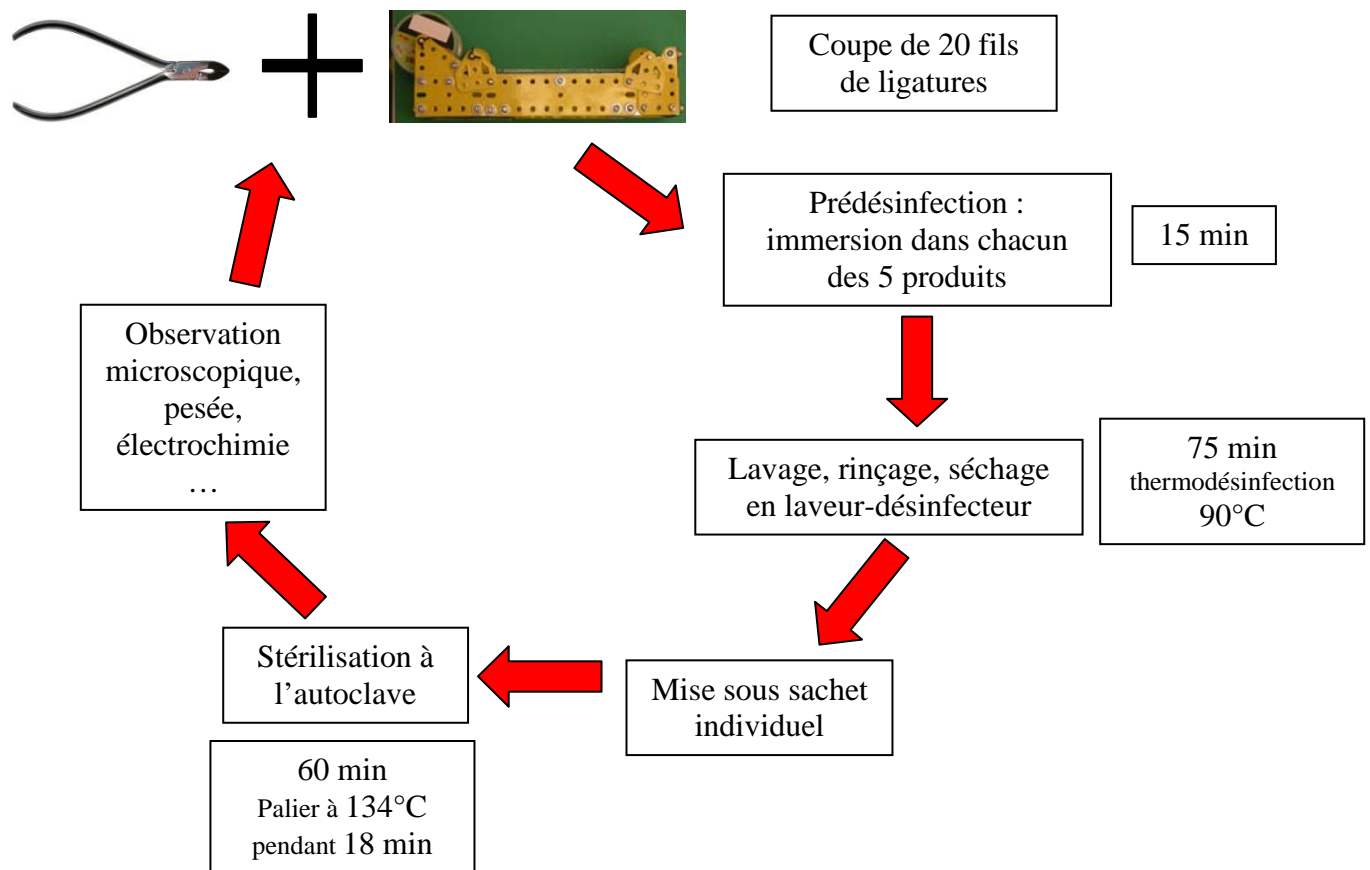 Coupe de 20 fils
de ligatures
Prédésinfection :
immersion dans chacun
des 5 produits
15 min
Lavage, rinçage, séchage
en laveur-désinfecteur
75 min
thermodésinfection
90°C
Mise sous sachet
individuel
Stérilisation à
l’autoclave
60 min
Palier à 134°C
pendant 18 min
Observation
microscopique,
pesée,
électrochimie
…